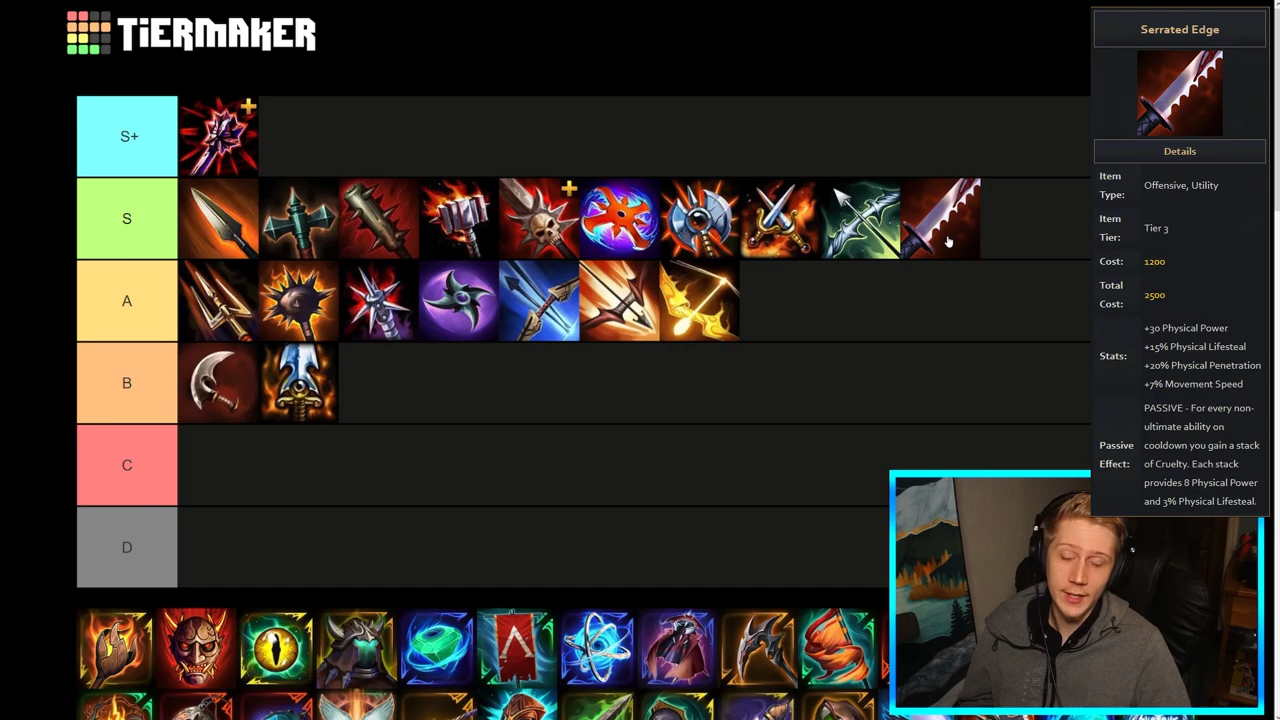 TiERMAKER
S+
S
A
B
C
D
Serrated Edge
Details
Item
Type:
Offensive, Utility
Item
Tier:
Tier 3
Cost:
1200
Total
Cost:
2500
Stats:
+30 Physical Power
+15% Physical Lifesteal
+20% Physical Penetration
+7% Movement Speed
Passive
Effect:
PASSIVE - For every non-
ultimate ability on
cooldown you gain a stack
of Cruelty. Each stack
provides 8 Physical Power
and 3% Physical Lifesteal.